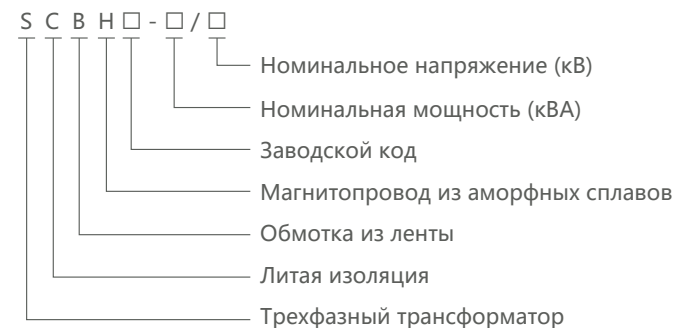 S C B H □ - □ / □
Номинальное напряжение (кВ)
Номинальная мощность (кВА)
Заводской код
Магнитопровод из аморфных сплавов
Обмотка из ленты
Литая изоляция
Трехфазный трансформатор